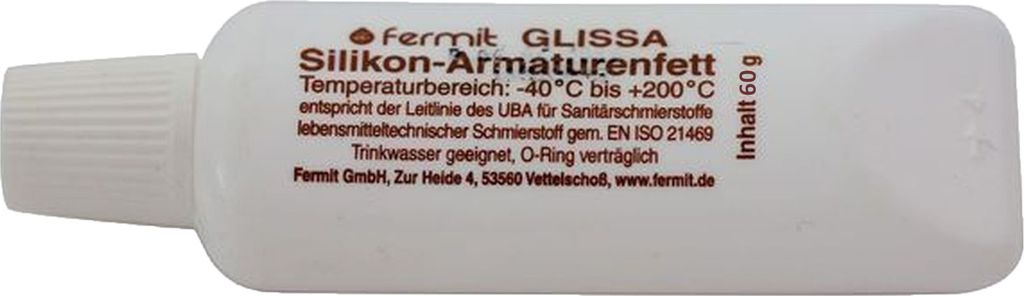 fermit GLISSA
Silikon-Armaturenfett
Temperaturbereich: -40°C bis +200°C
entspricht der Leitlinie des UBA für Sanitärschmierstoffe
lebensmitteltechnischer Schmierstoff gem. EN ISO 21469
Trinkwasser geeignet, O-Ring verträglich
Fermit GmbH, Zur Heide 4, 53560 Vettelschoß, www.fermit.de
Inhalt 60 g